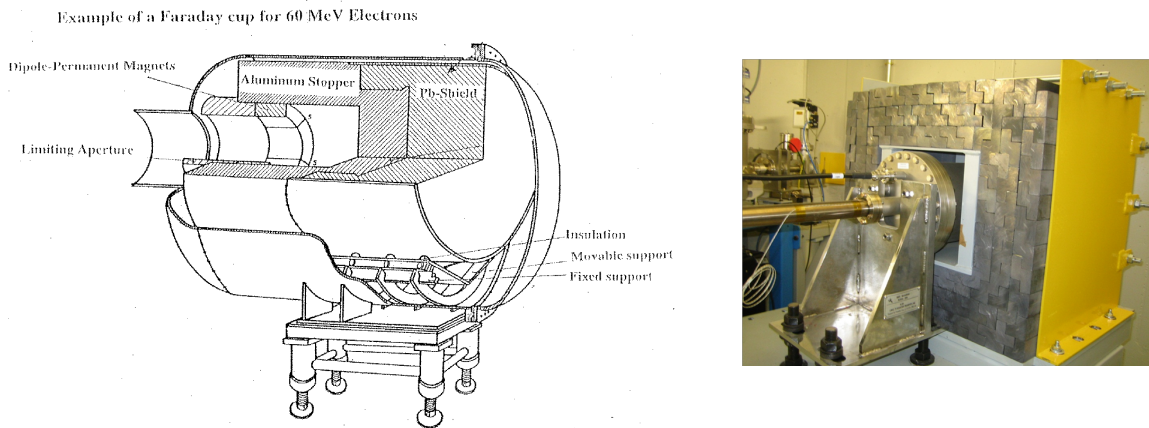 Example of a Faraday cup for 60 MeV Electrons
Dipole-Permanent Magnets
Aluminum Stopper
Pb-Shield
Limiting Aperture
s
s
Insulation
Movable support
Fixed support